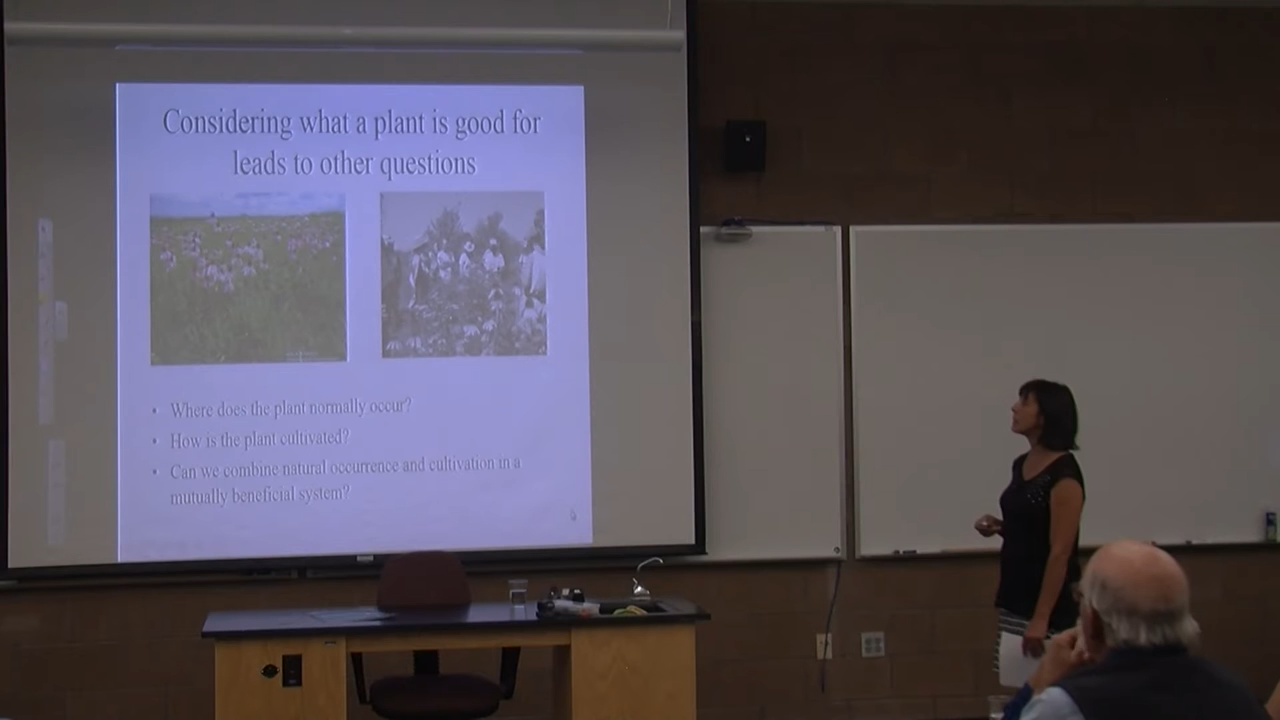 Considering what a plant is good for
leads to other questions
• Where does the plant normally occur?
• How is the plant cultivated?
• Can we combine natural occurrence and cultivation in a
mutually beneficial system?